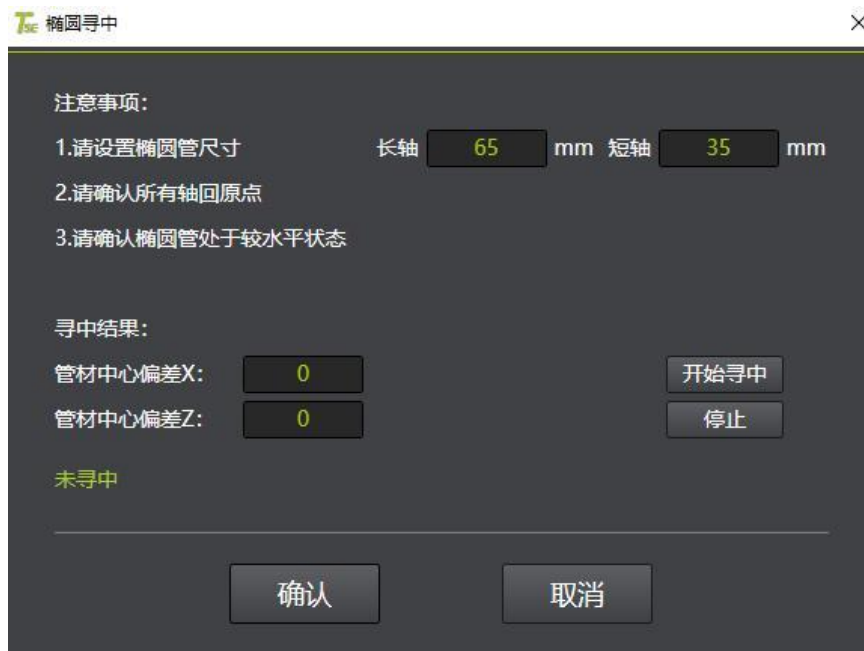 TSE 椭圆寻中
注意事项：
1.请设置椭圆管尺寸 长轴 65 mm 短轴 35 mm
2.请确认所有轴回原点
3.请确认椭圆管处于较水平状态
寻中结果：
管材中心偏差X： 0 开始寻中
管材中心偏差Z： 0 停止
未寻中
确认 取消